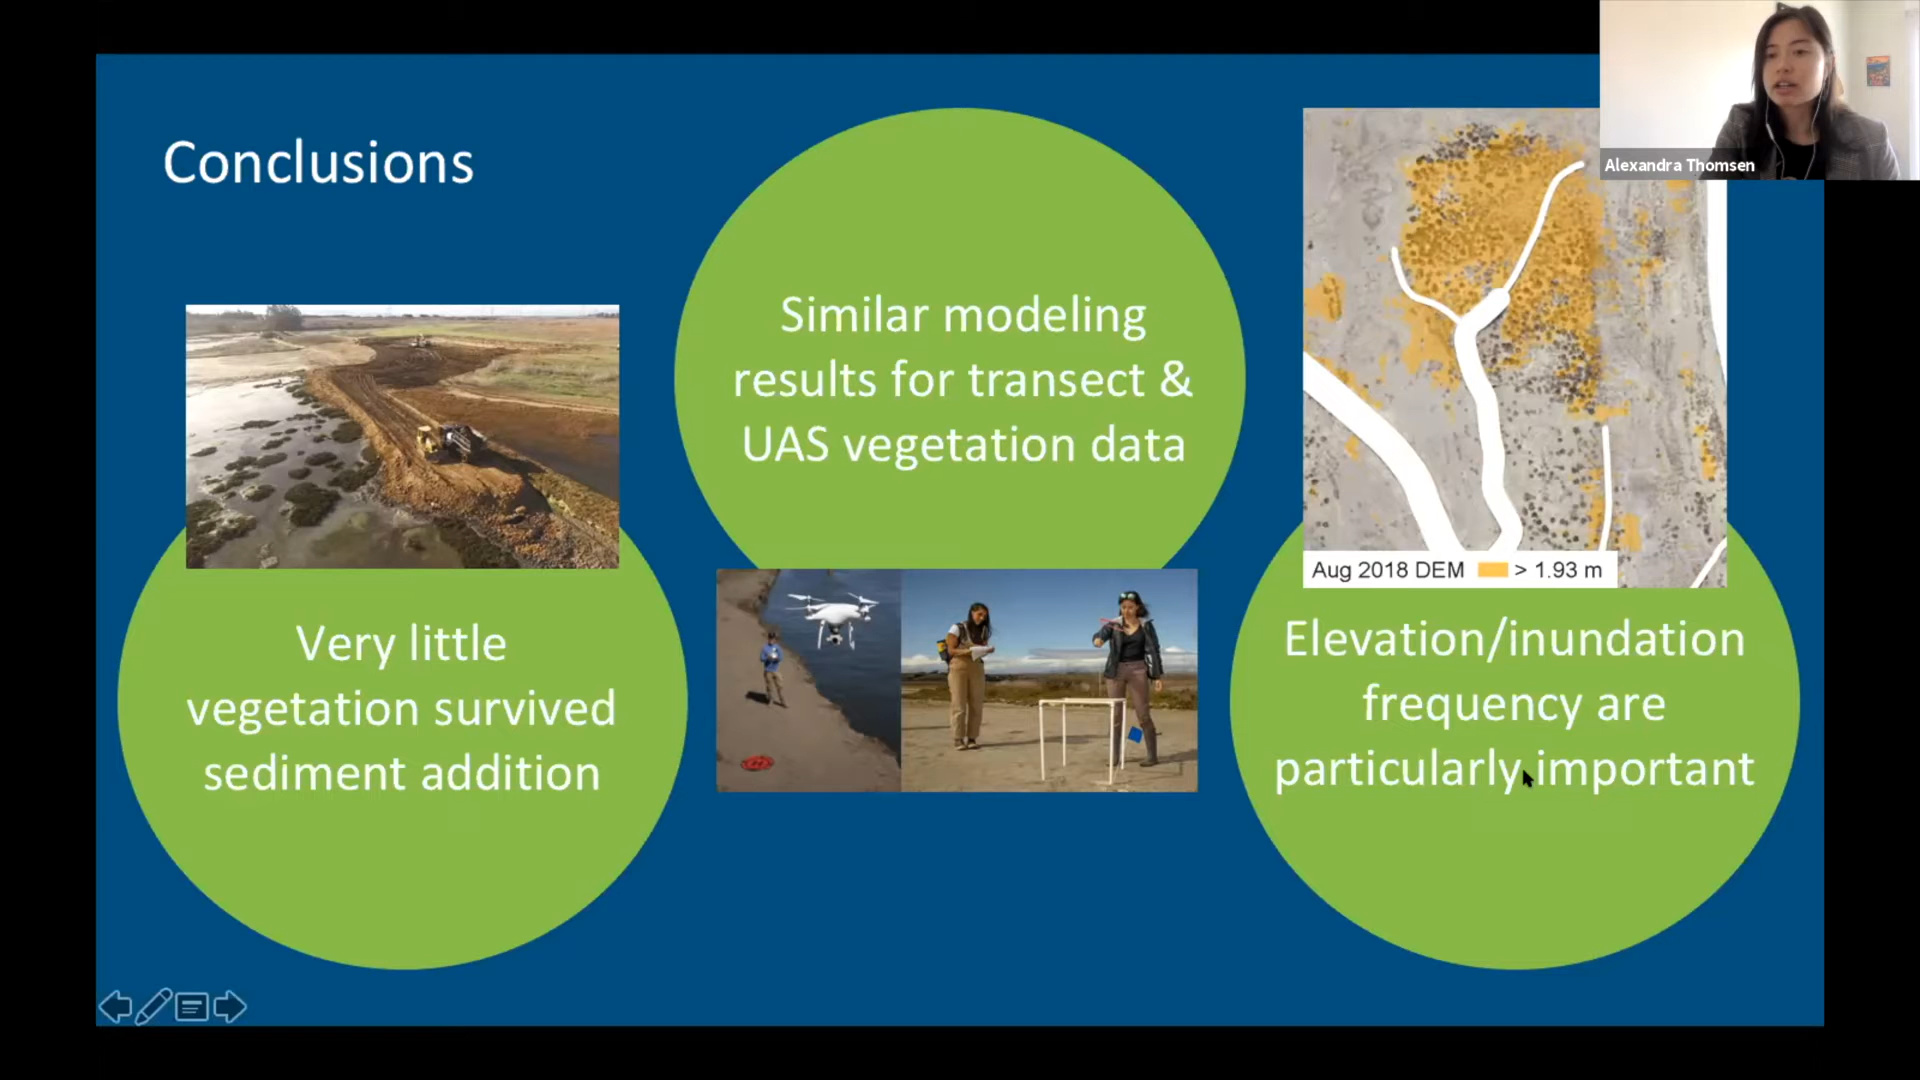 Conclusions
Alexandra Thomsen
Similar modeling
results for transect &
UAS vegetation data
Aug 2018 DEM > 1.93 m
Very little
vegetation survived
sediment addition
Elevation/inundation
frequency are
particularly important